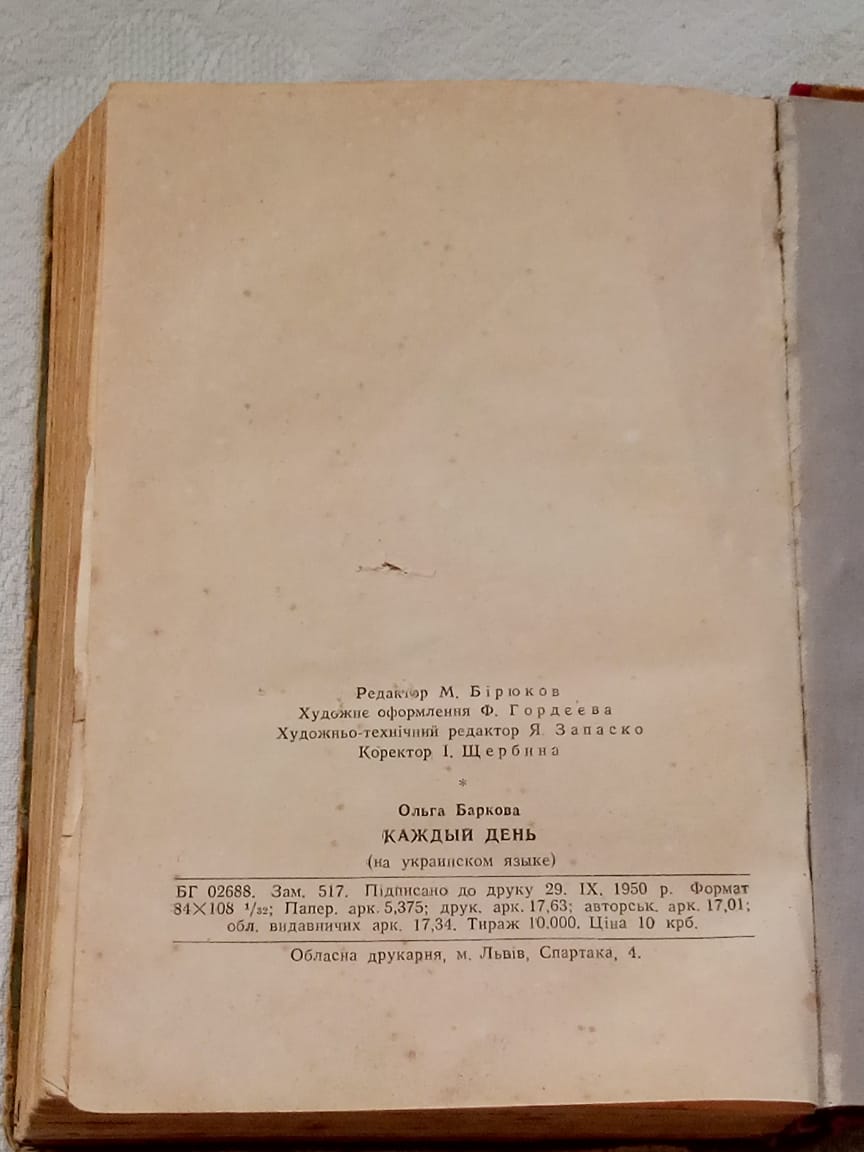 Редактор М. Бірюков
Художнє оформлення Ф. Гордєєва
Художньо-технічний редактор Я. Запаско
Коректор І. Щербина
*
Ольга Баркова
КАЖДЫЙ ДЕНЬ
(на украинском языке)
БГ 02688. Зам. 517. Підписано до друку 29. IX. 1950 р. Формат
84×108 1/32; Папер. арк. 5,375; друк. арк. 17,63; авторськ. арк. 17,01;
обл. видавничих арк. 17,34. Тираж 10.000. Ціна 10 крб.
Обласна друкарня, м. Львів, Спартака, 4.